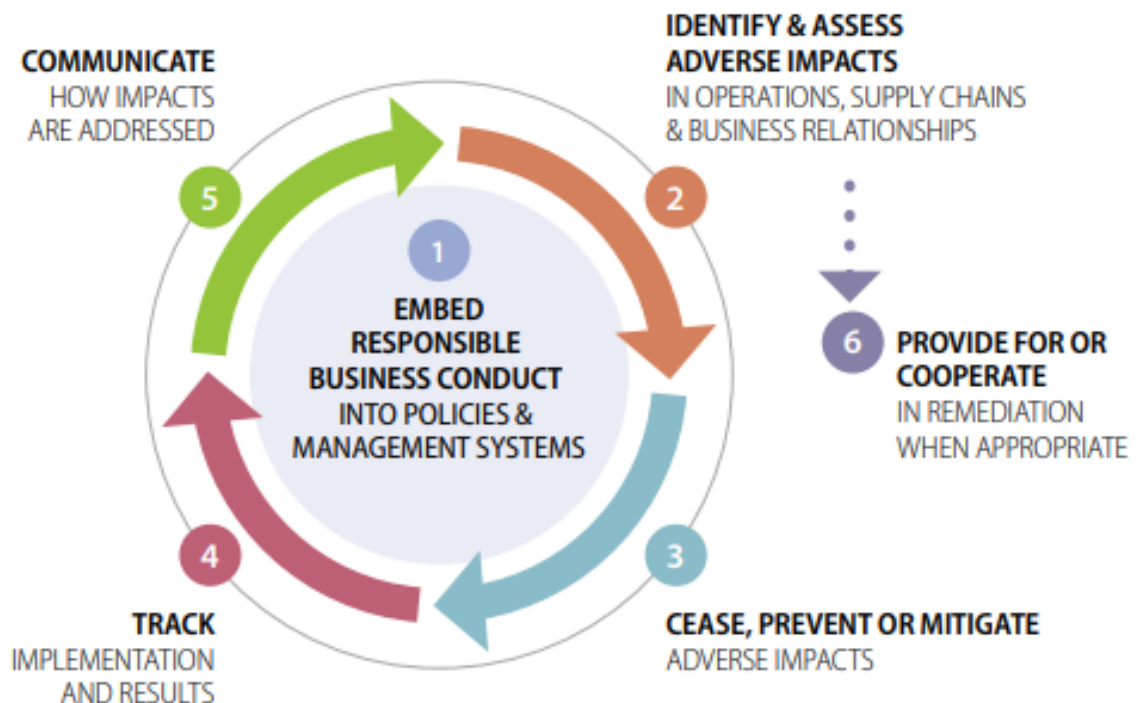 COMMUNICATE
HOW IMPACTS
ARE ADDRESSED
5
IDENTIFY & ASSESS
ADVERSE IMPACTS
IN OPERATIONS, SUPPLY CHAINS
& BUSINESS RELATIONSHIPS
2
1
EMBED
RESPONSIBLE
BUSINESS CONDUCT
INTO POLICIES &
MANAGEMENT SYSTEMS
6
PROVIDE FOR OR
COOPERATE
IN REMEDIATION
WHEN APPROPRIATE
4
TRACK
IMPLEMENTATION
AND RESULTS
3
CEASE, PREVENT OR MITIGATE
ADVERSE IMPACTS